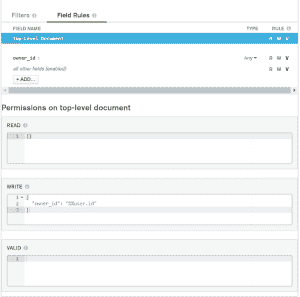 Filters
Field Rules
FIELD NAME TYPE RULE
Top-Level Document R W V
owner_id : Any R W V
all other fields (enabled) R W V
+ ADD...
Permissions on top-level document
READ
1 {}
WRITE
1 {
2 "owner_id": "%%user.id"
3 }
VALID
1